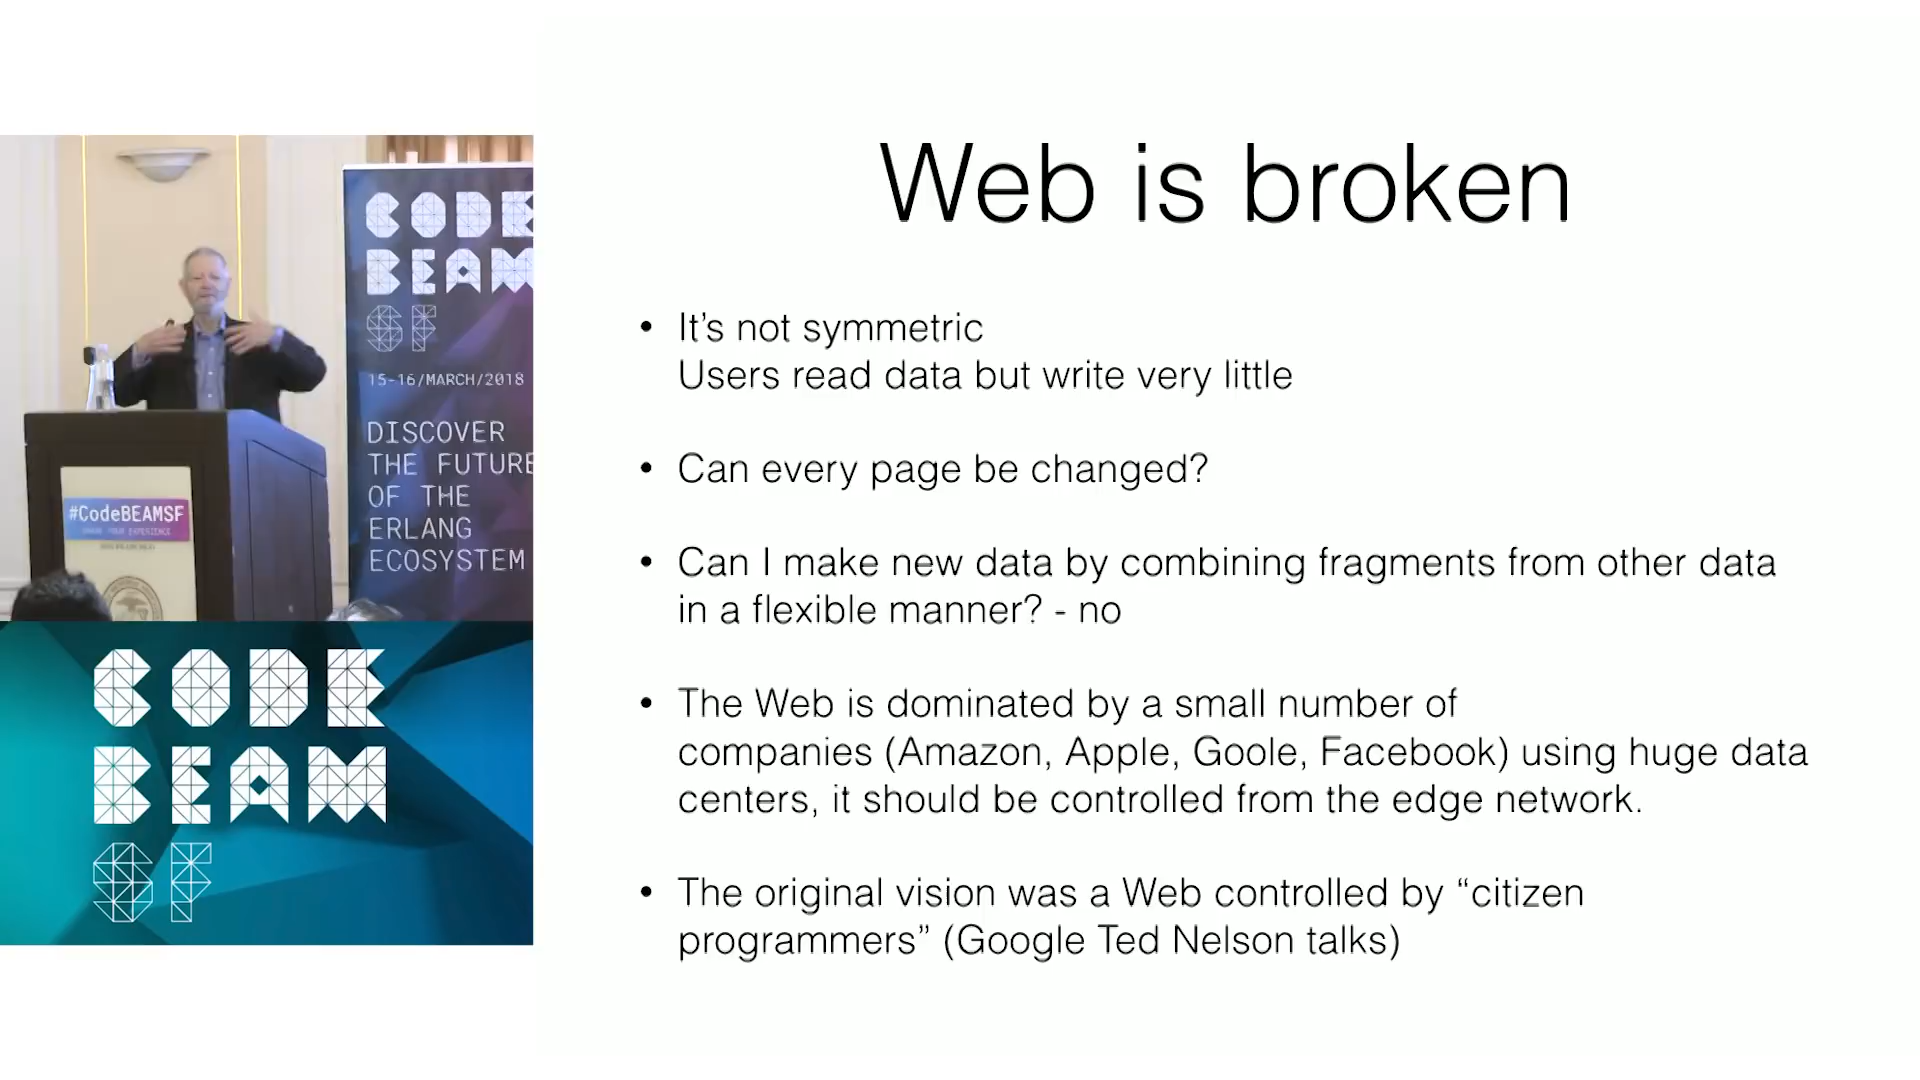 CODE
BEAM
SF
15-16/MARCH/2018
DISCOVER
THE FUTURE
OF THE
ERLANG
ECOSYSTEM
#CodeBEAMSF
SHARE YOUR EXPERIENCE
CODE
BEAM
SF
Web is broken
• It’s not symmetric
Users read data but write very little
• Can every page be changed?
• Can I make new data by combining fragments from other data
in a flexible manner? - no
• The Web is dominated by a small number of
companies (Amazon, Apple, Goole, Facebook) using huge data
centers, it should be controlled from the edge network.
• The original vision was a Web controlled by “citizen
programmers” (Google Ted Nelson talks)